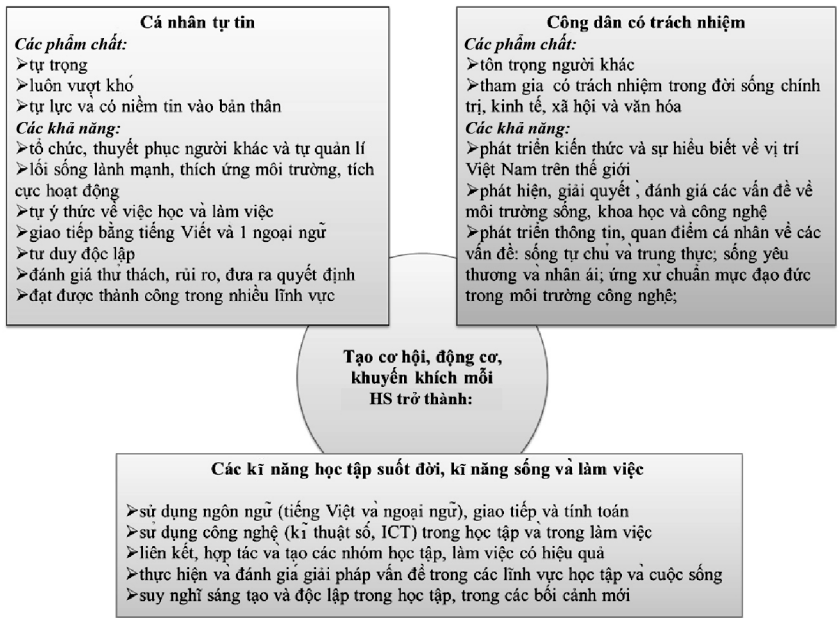 Cá nhân tự tin
Các phẩm chất:
➢tự trọng
➢luôn vượt khó
➢tự lực và có niềm tin vào bản thân
Các khả năng:
➢tổ chức, thuyết phục người khác và tự quản lí
➢lối sống lành mạnh, thích ứng môi trường, tích
cực hoạt động
➢tự ý thức về việc học và làm việc
➢giao tiếp bằng tiếng Viết và 1 ngoại ngữ
➢tư duy độc lập
➢đánh giá thử thách, rủi ro, đưa ra quyết định
➢đạt được thành công trong nhiều lĩnh vực
Công dân có trách nhiệm
Các phẩm chất:
➢tôn trọng người khác
➢tham gia có trách nhiệm trong đời sống chính
trị, kinh tế, xã hội và văn hóa
Các khả năng:
➢phát triển kiến thức và sự hiểu biết về vị trí
Việt Nam trên thế giới
➢phát hiện, giải quyết , đánh giá các vấn đề về
môi trường sống, khoa học và công nghệ
➢phát triển thông tin, quan điểm cá nhân về các
vấn đề: sống tự chủ và trung thực; sống yêu
thương và nhân ái; ứng xử chuẩn mực đạo đức
trong môi trường công nghệ;
Tạo cơ hội, động cơ,
khuyến khích mỗi
HS trở thành:
Các kĩ năng học tập suốt đời, kĩ năng sống và làm việc
➢sử dụng ngôn ngữ (tiếng Việt và ngoại ngữ), giao tiếp và tính toán
➢sử dụng công nghệ (kĩ thuật số, ICT) trong học tập và trong làm việc
➢liên kết, hợp tác và tạo các nhóm học tập, làm việc có hiệu quả
➢thực hiện và đánh giá giải pháp vấn đề trong các lĩnh vực học tập và cuộc sống
➢suy nghĩ sáng tạo và độc lập trong học tập, trong các bối cảnh mới